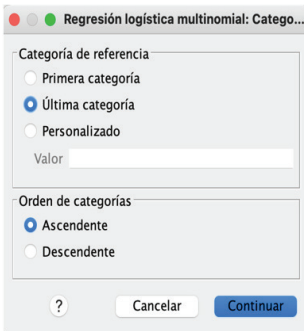 Regresión logística multinomial: Catego...
Categoría de referencia
Primera categoría
Última categoría
Personalizado
Valor
Orden de categorías
Ascendente
Descendente
? Cancelar Continuar